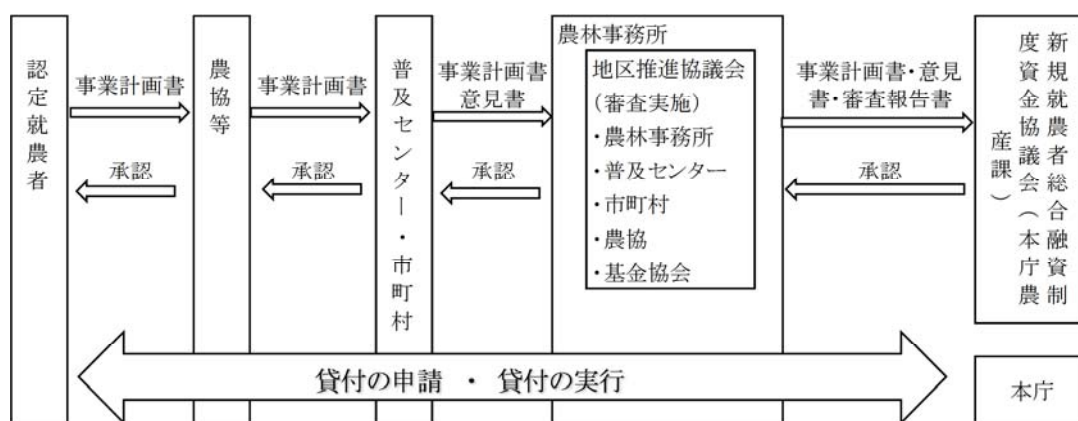 認定就農者
事業計画書
承認
農協等
事業計画書
承認
普及センター・市町村
事業計画書
意見書
承認
農林事務所
地区推進協議会
(審査実施)
・農林事務所
・普及センター
・市町村
・農協
・基金協会
事業計画書・意見
書・審査報告書
承認
新規就農者総合融資制
度資金協議会(本庁農
産課)
貸付の申請 ・ 貸付の実行
本庁